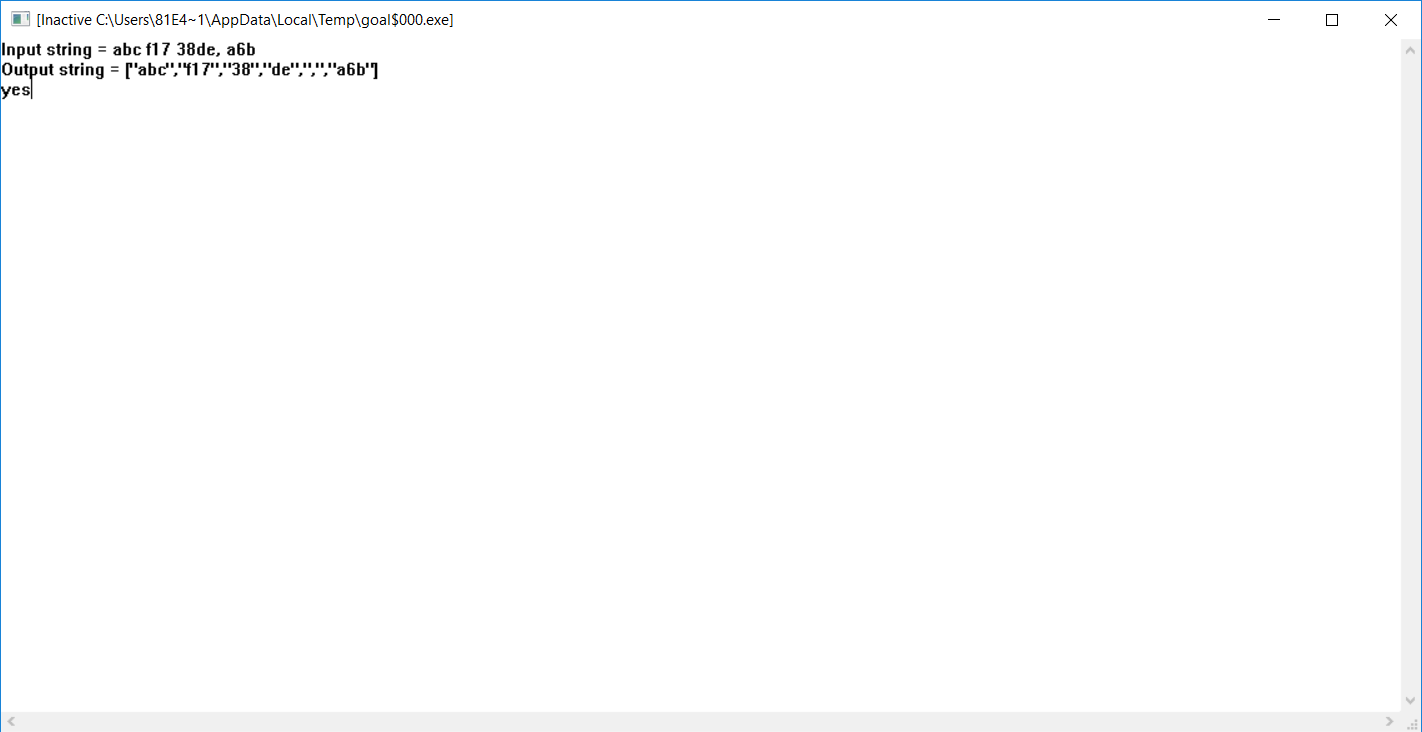 [Inactive C:\Users\81E4~1\AppData\Local\Temp\goal$000.exe]
Input string = abc f17 38de, a6b
Output string = ["abc","f17","38","de",",","a6b"]
yes